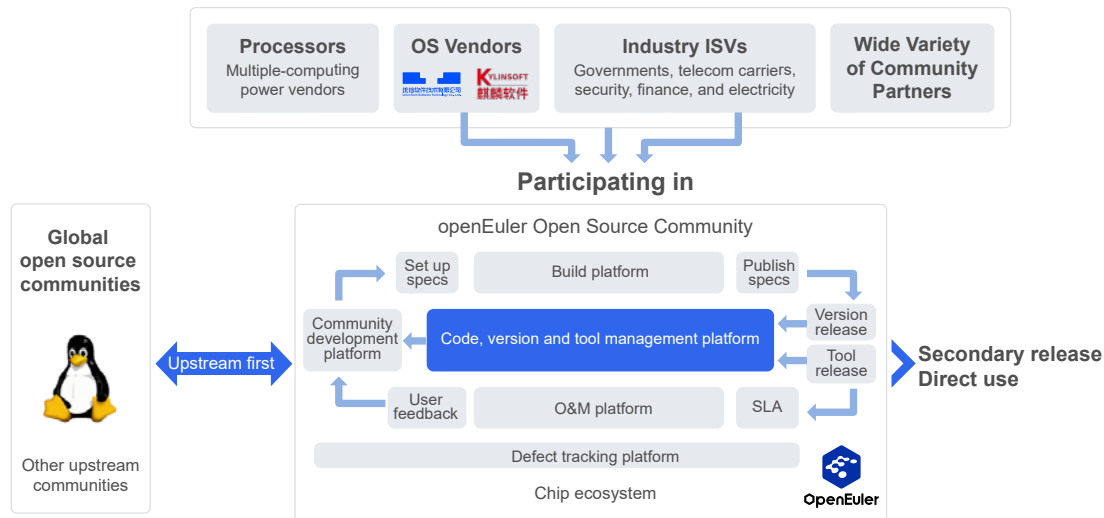 Processors
Multiple-computing
power vendors
OS Vendors
KYLINSOFT
麒麟软件
Industry ISVs
Governments, telecom carriers,
security, finance, and electricity
Wide Variety
of Community
Partners
Participating in
Global
open source
communities
Other upstream
communities
Upstream first
openEuler Open Source Community
Set up
specs
Build platform
Publish
specs
Community
development
platform
Code, version and tool management platform
Version
release
Tool
release
User
feedback
O&M platform
SLA
Defect tracking platform
Chip ecosystem
OpenEuler
Secondary release
Direct use